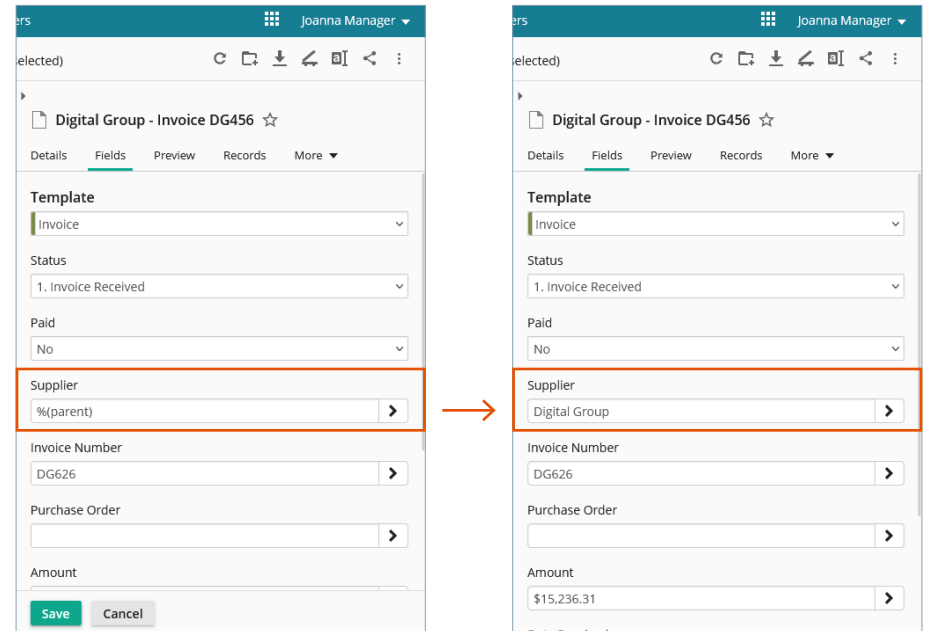 ers Joanna Manager
selected)
Digital Group - Invoice DG456
Details Fields Preview Records More
Template
Invoice
Status
1. Invoice Received
Paid
No
Supplier
%(parent)
Invoice Number
DG626
Purchase Order
Amount
Save Cancel
ers Joanna Manager
selected)
Digital Group - Invoice DG456
Details Fields Preview Records More
Template
Invoice
Status
1. Invoice Received
Paid
No
Supplier
Digital Group
Invoice Number
DG626
Purchase Order
Amount
$15,236.31